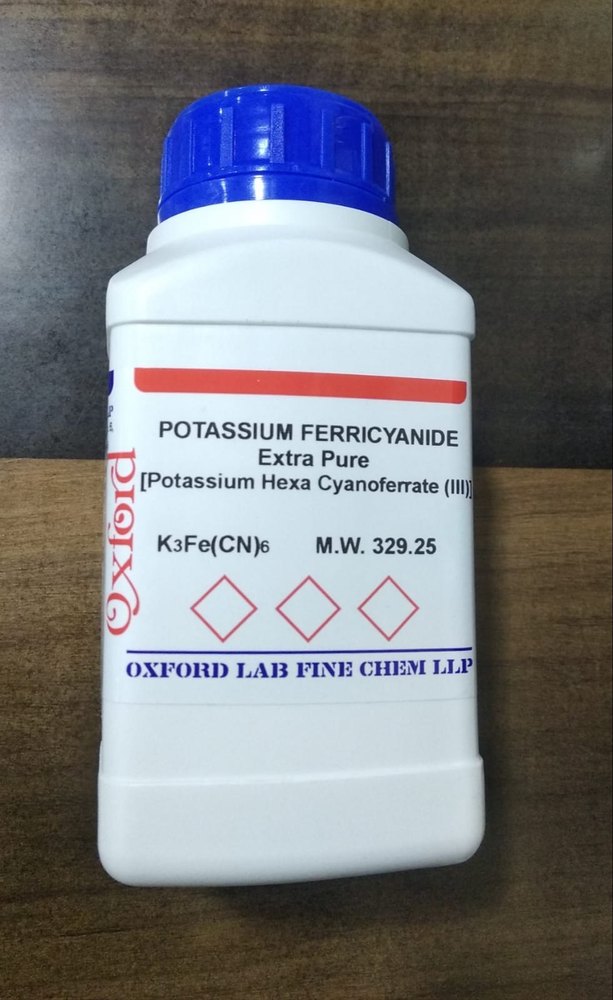 POTASSIUM FERRICYANIDE
Extra Pure
[Potassium Hexa Cyanoferrate (III)]
K3Fe(CN)6 M.W. 329.25
Oxford
OXFORD LAB FINE CHEM LLP